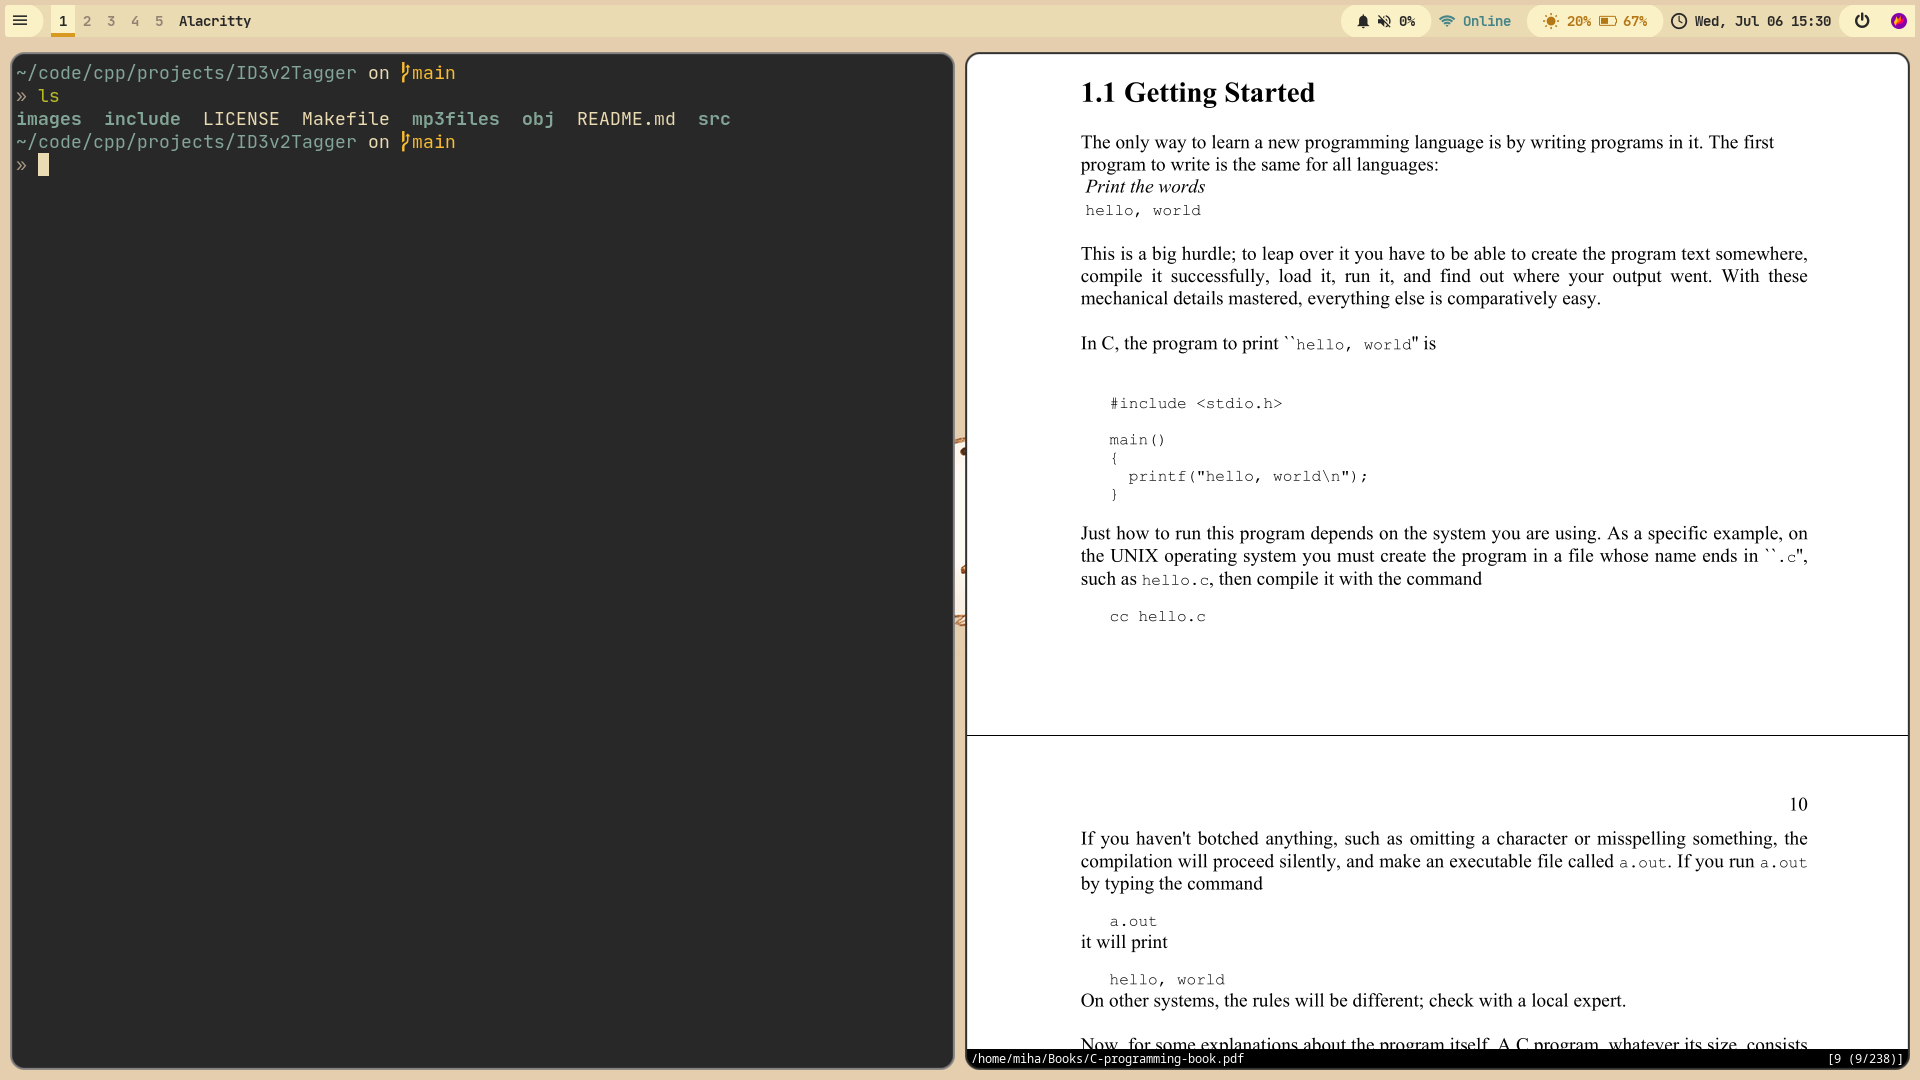 1 2 3 4 5 Alacritty 0% Online 20% 67% Wed, Jul 06 15:30
~/code/cpp/projects/ID3v2Tagger on main
» ls
images include LICENSE Makefile mp3files obj README.md src
~/code/cpp/projects/ID3v2Tagger on main
»
1.1 Getting Started
The only way to learn a new programming language is by writing programs in it. The first
program to write is the same for all languages:
Print the words
hello, world
This is a big hurdle; to leap over it you have to be able to create the program text somewhere,
compile it successfully, load it, run it, and find out where your output went. With these
mechanical details mastered, everything else is comparatively easy.
In C, the program to print ``hello, world'' is
#include <stdio.h>
main()
{
printf("hello, world\n");
}
Just how to run this program depends on the system you are using. As a specific example, on
the UNIX operating system you must create the program in a file whose name ends in ``.c'',
such as hello.c, then compile it with the command
cc hello.c
10
If you haven't botched anything, such as omitting a character or misspelling something, the
compilation will proceed silently, and make an executable file called a.out. If you run a.out
by typing the command
a.out
it will print
hello, world
On other systems, the rules will be different; check with a local expert.
Now, for some explanations about the program itself. A C program, whatever its size, consists
/home/miha/Books/C-programming-book.pdf [9 (9/238)]